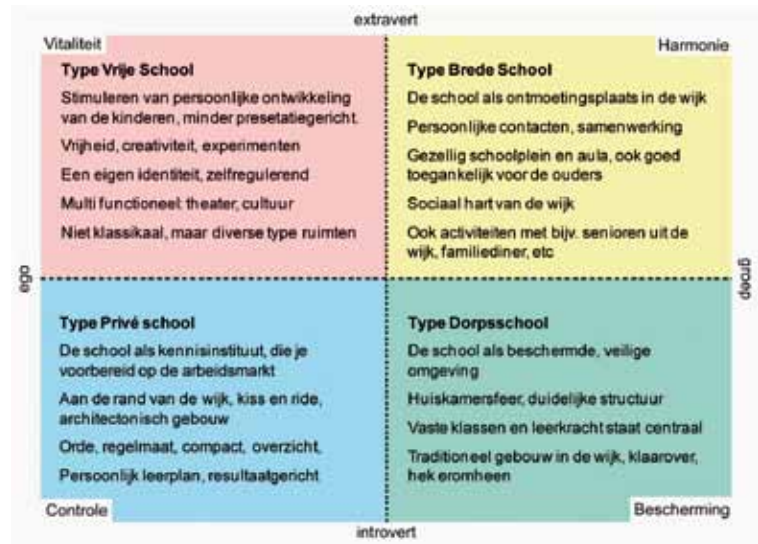 extravert
Vitaliteit
Harmonie
Type Vrije School
Stimuleren van persoonlijke ontwikkeling
van de kinderen, minder presetatiegericht.
Vrijheid, creativiteit, experimenten
Een eigen identiteit, zelfregulerend
Multi functioneel: theater, cultuur
Niet klassikaal, maar diverse type ruimten
Type Brede School
De school als ontmoetingsplaats in de wijk
Persoonlijke contacten, samenwerking
Gezellig schoolplein en aula, ook goed
toegankelijk voor de ouders
Sociaal hart van de wijk
Ook activiteiten met bijv. senioren uit de
wijk, familiediner, etc
ego
groep
Type Privé school
De school als kennisinstituut, die je
voorbereid op de arbeidsmarkt
Aan de rand van de wijk, kiss en ride,
architectonisch gebouw
Orde, regelmaat, compact, overzicht,
Persoonlijk leerplan, resultaatgericht
Type Dorpsschool
De school als beschermde, veilige
omgeving
Huiskamersfeer, duidelijke structuur
Vaste klassen en leerkracht staat centraal
Traditioneel gebouw in de wijk, klaarover,
hek eromheen
Controle
Bescherming
introvert